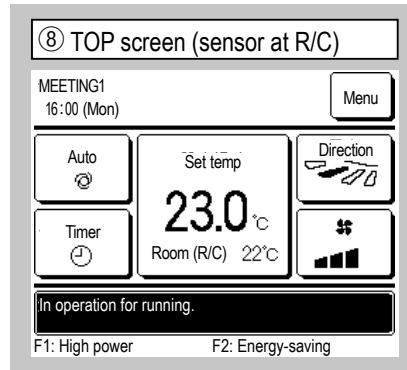 ⑧ TOP screen (sensor at R/C)
MEETING1
16:00 (Mon)
Menu
Auto
Set temp
Direction
23.0 °C
Timer
Room (R/C) 22°C
In operation for running.
F1: High power F2: Energy-saving